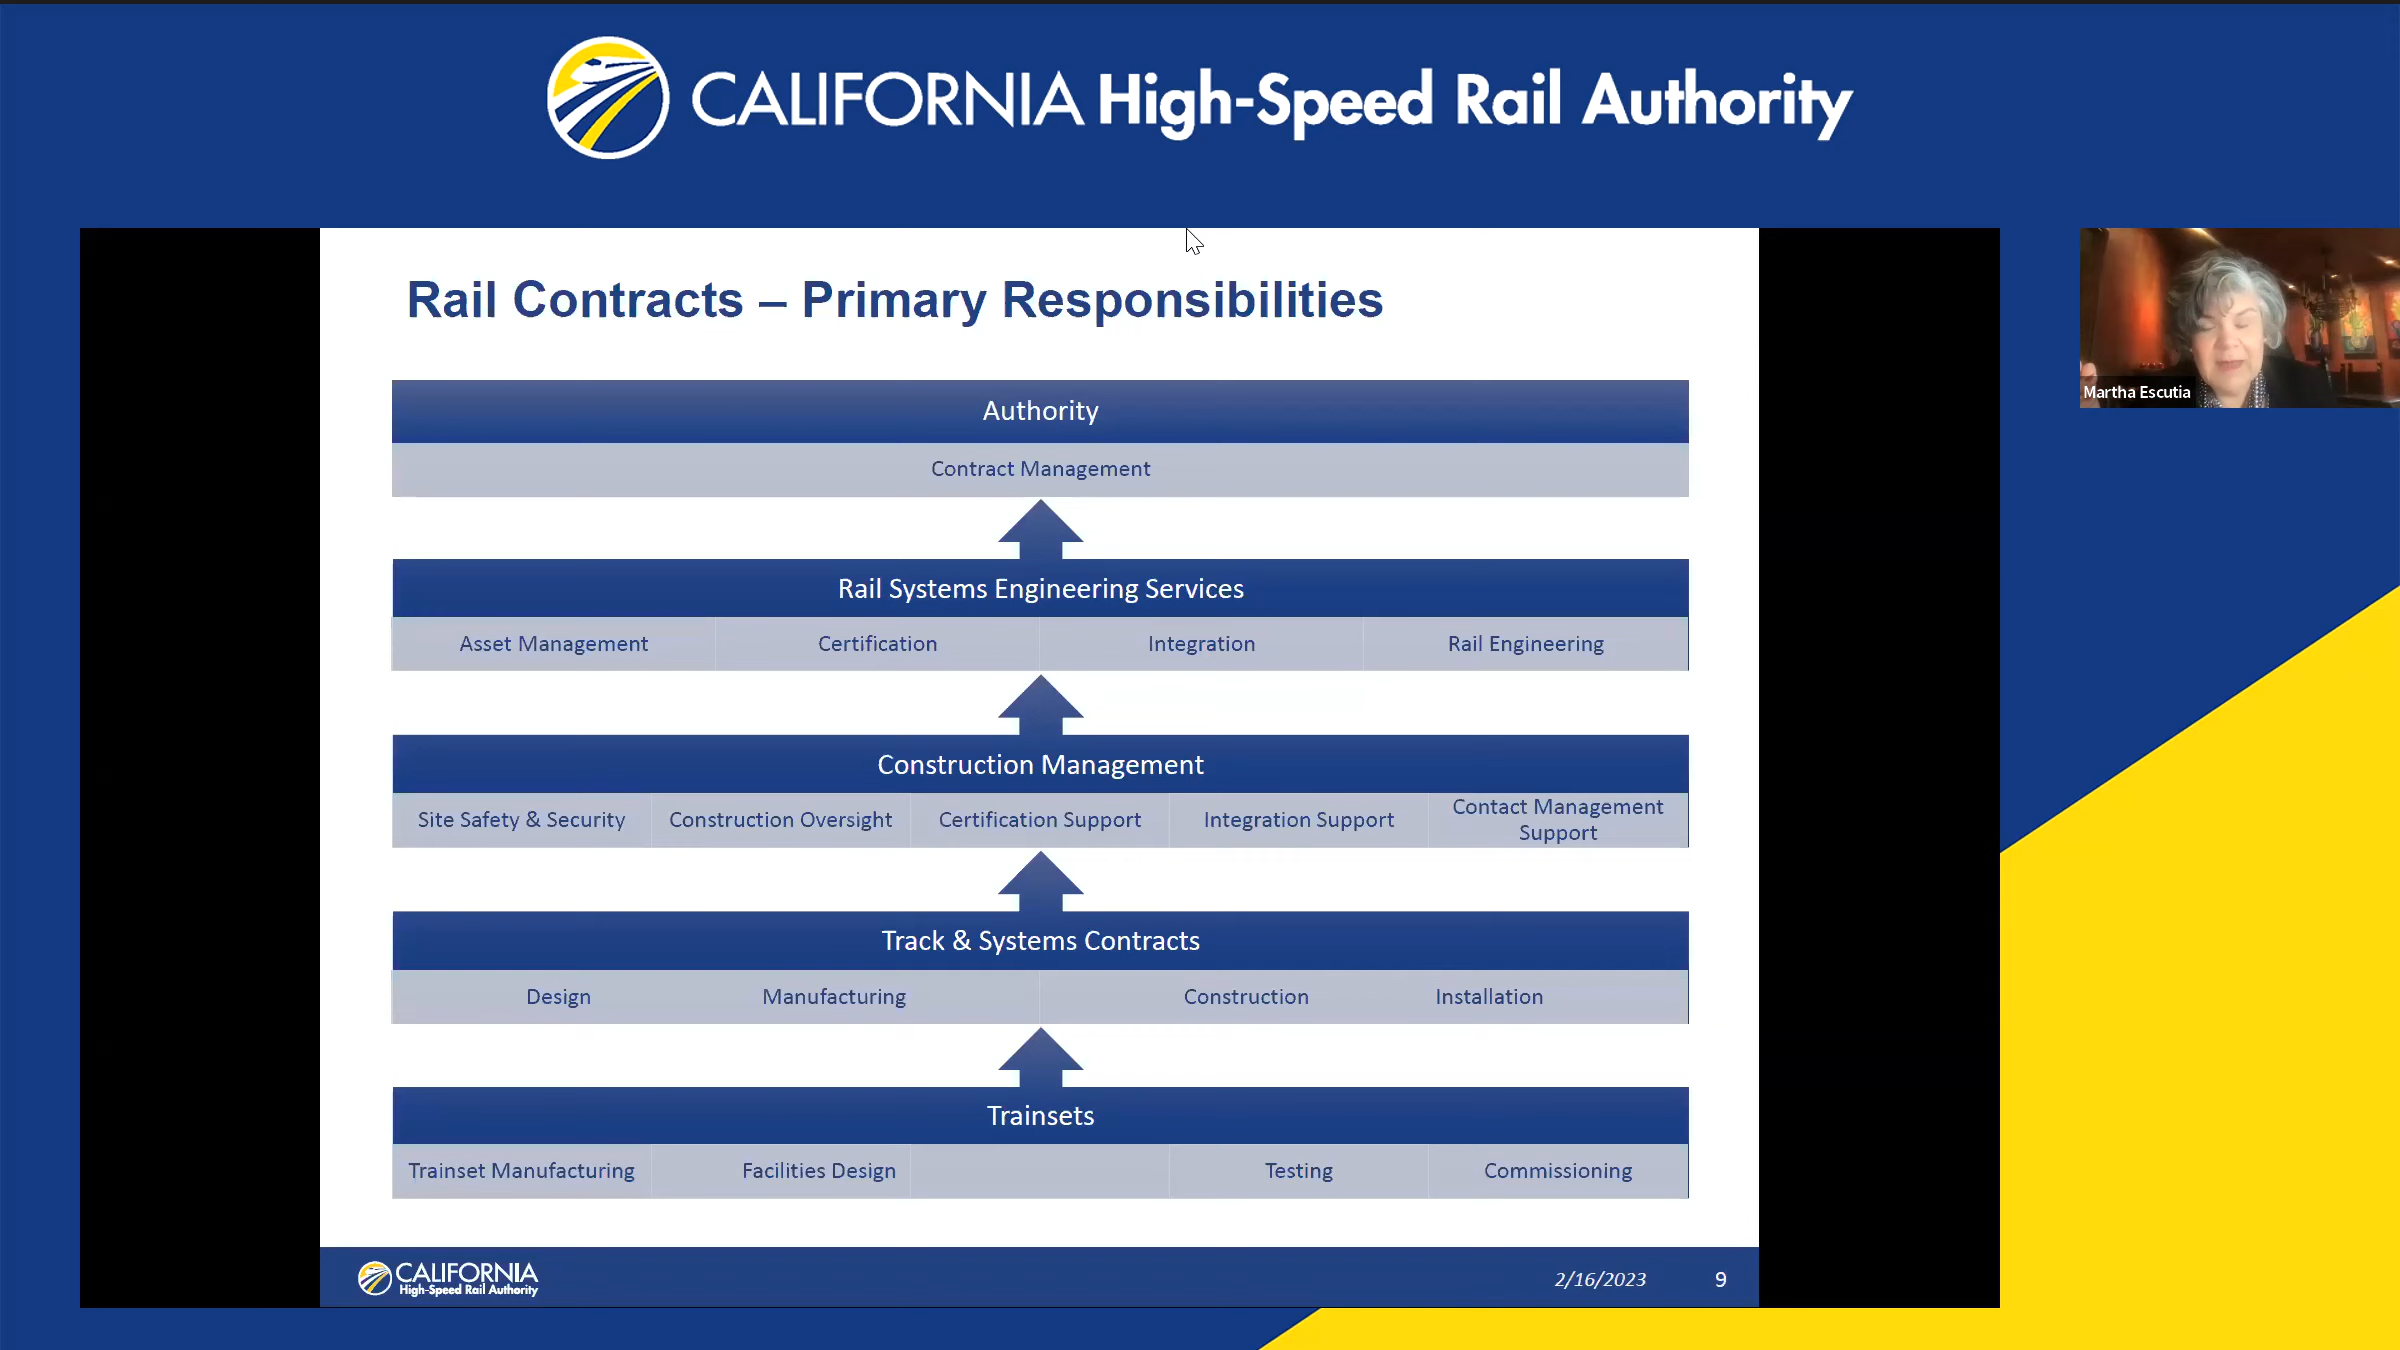 CALIFORNIA High-Speed Rail Authority
Rail Contracts – Primary Responsibilities
Martha Escutia
Authority
Contract Management
Rail Systems Engineering Services
Asset Management Certification Integration Rail Engineering
Construction Management
Site Safety & Security Construction Oversight Certification Support Integration Support Contact Management
Support
Track & Systems Contracts
Design Manufacturing Construction Installation
Trainsets
Trainset Manufacturing Facilities Design Testing Commissioning
CALIFORNIA
High-Speed Rail Authority
2/16/2023 9